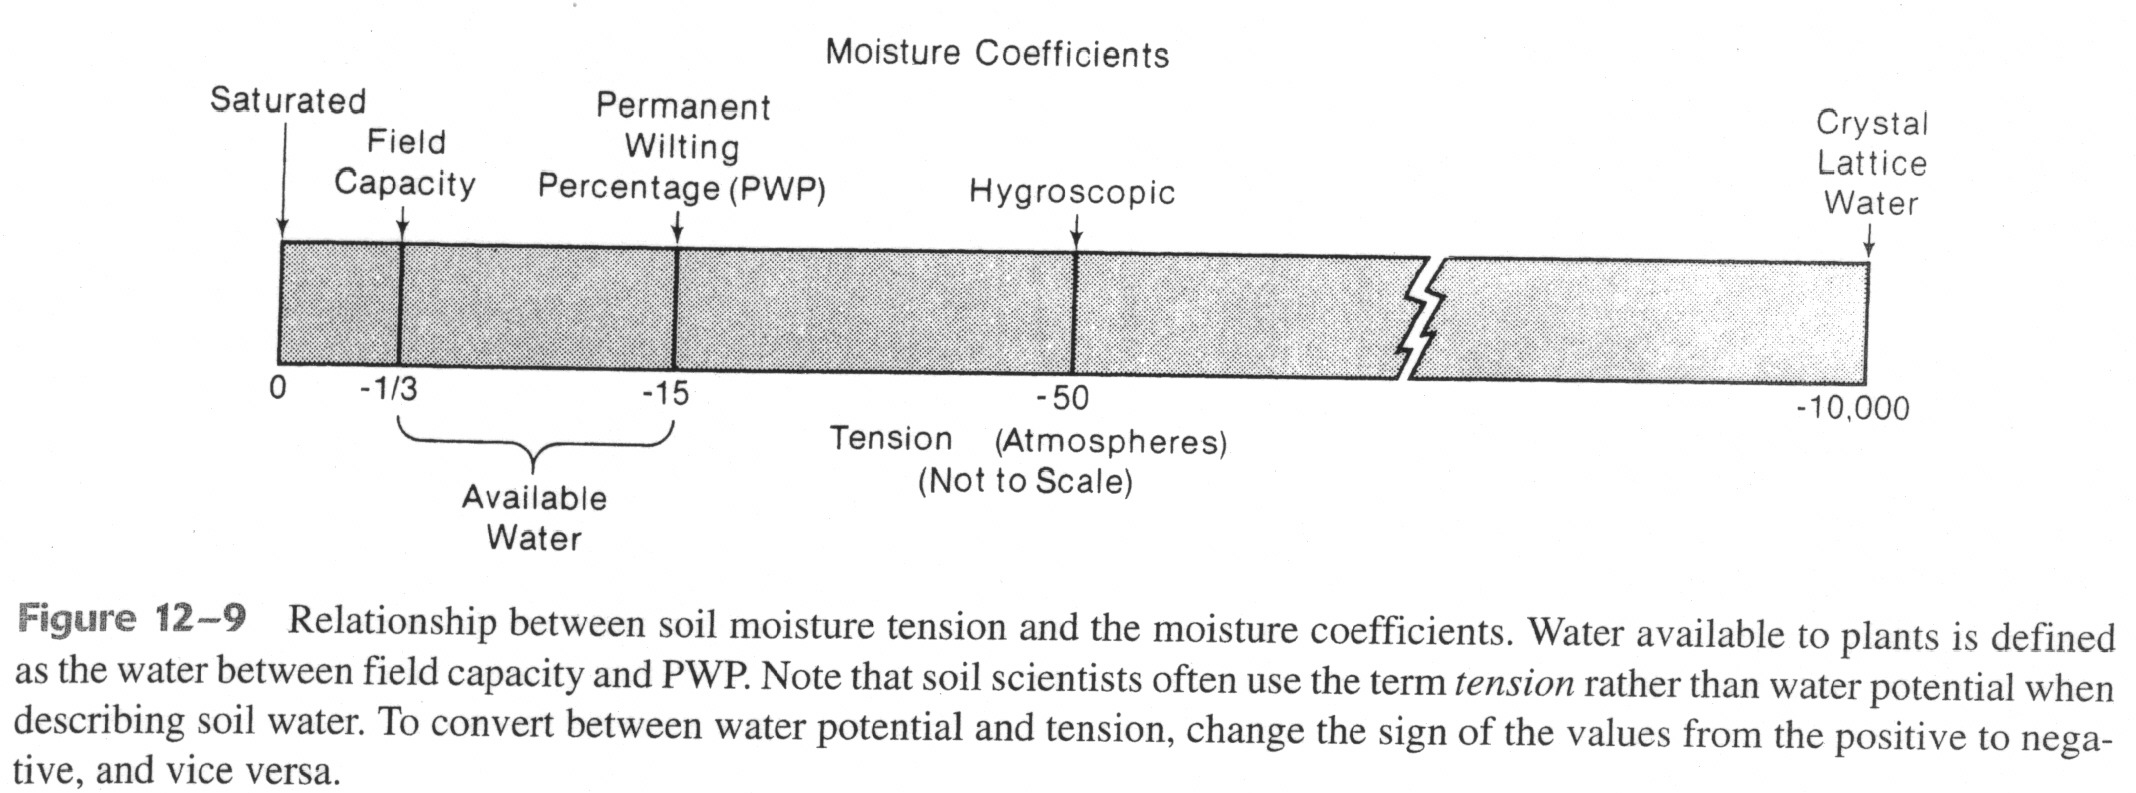 Moisture Coefficients
Saturated
Field
Capacity
Permanent
Wilting
Percentage (PWP)
Hygroscopic
Crystal
Lattice
Water
0
-1/3
-15
-50
-10,000
Tension (Atmospheres)
(Not to Scale)
Available
Water
Figure 12–9 Relationship between soil moisture tension and the moisture coefficients. Water available to plants is defined
as the water between field capacity and PWP. Note that soil scientists often use the term tension rather than water potential when
describing soil water. To convert between water potential and tension, change the sign of the values from the positive to nega-
tive, and vice versa.